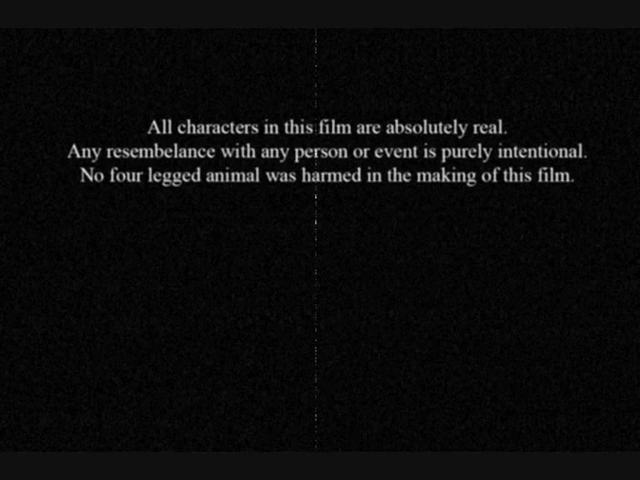 All characters in this film are absolutely real.
Any resembelance with any person or event is purely intentional.
No four legged animal was harmed in the making of this film.